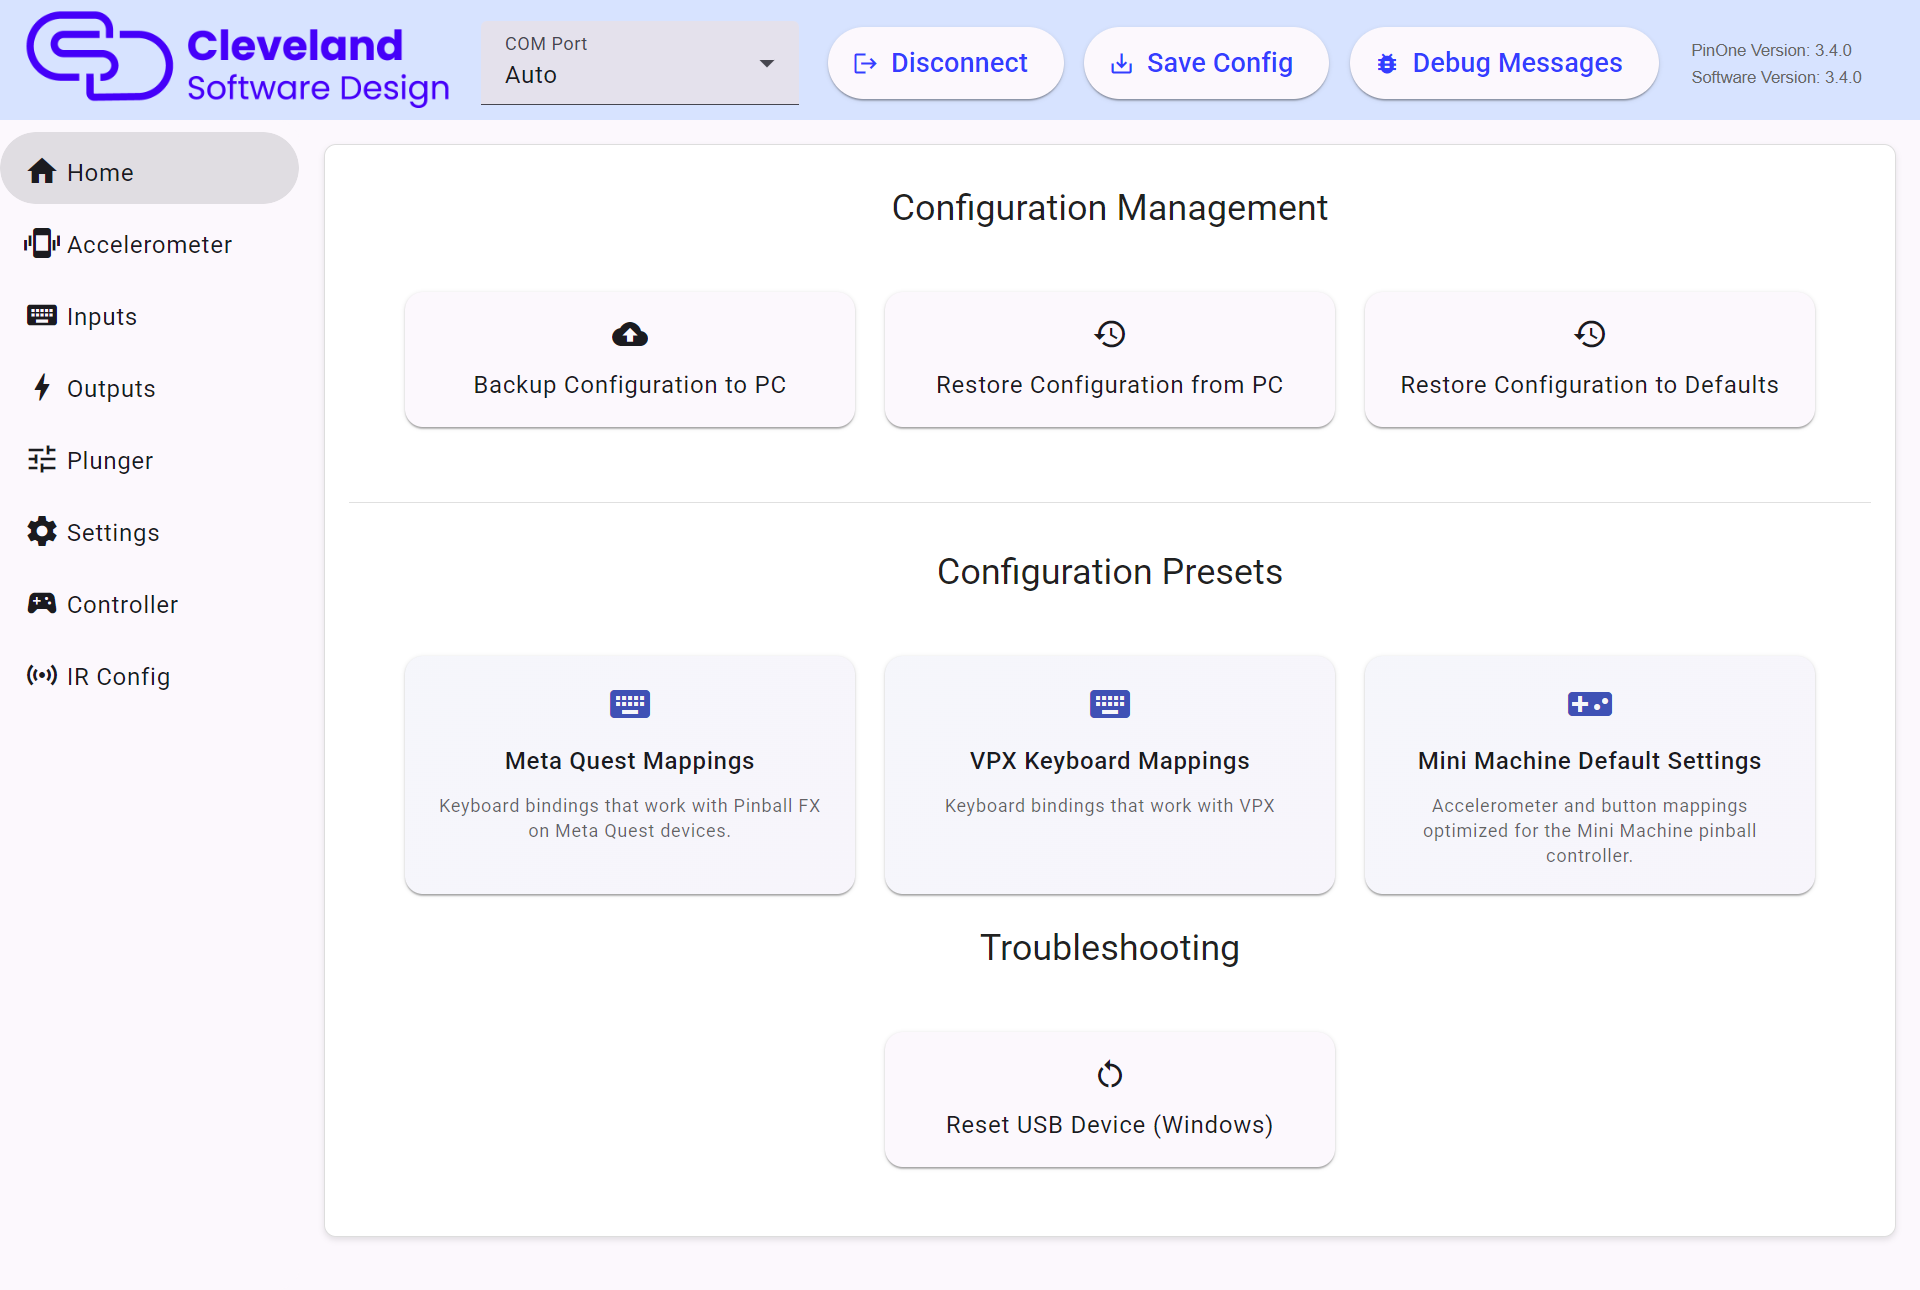 Cleveland
Software Design
COM Port
Auto
Disconnect
Save Config
Debug Messages
PinOne Version: 3.4.0
Software Version: 3.4.0
Home
Accelerometer
Inputs
Outputs
Plunger
Settings
Controller
IR Config
Configuration Management
Backup Configuration to PC
Restore Configuration from PC
Restore Configuration to Defaults
Configuration Presets
Meta Quest Mappings
Keyboard bindings that work with Pinball FX
on Meta Quest devices.
VPX Keyboard Mappings
Keyboard bindings that work with VPX
Mini Machine Default Settings
Accelerometer and button mappings
optimized for the Mini Machine pinball
controller.
Troubleshooting
Reset USB Device (Windows)